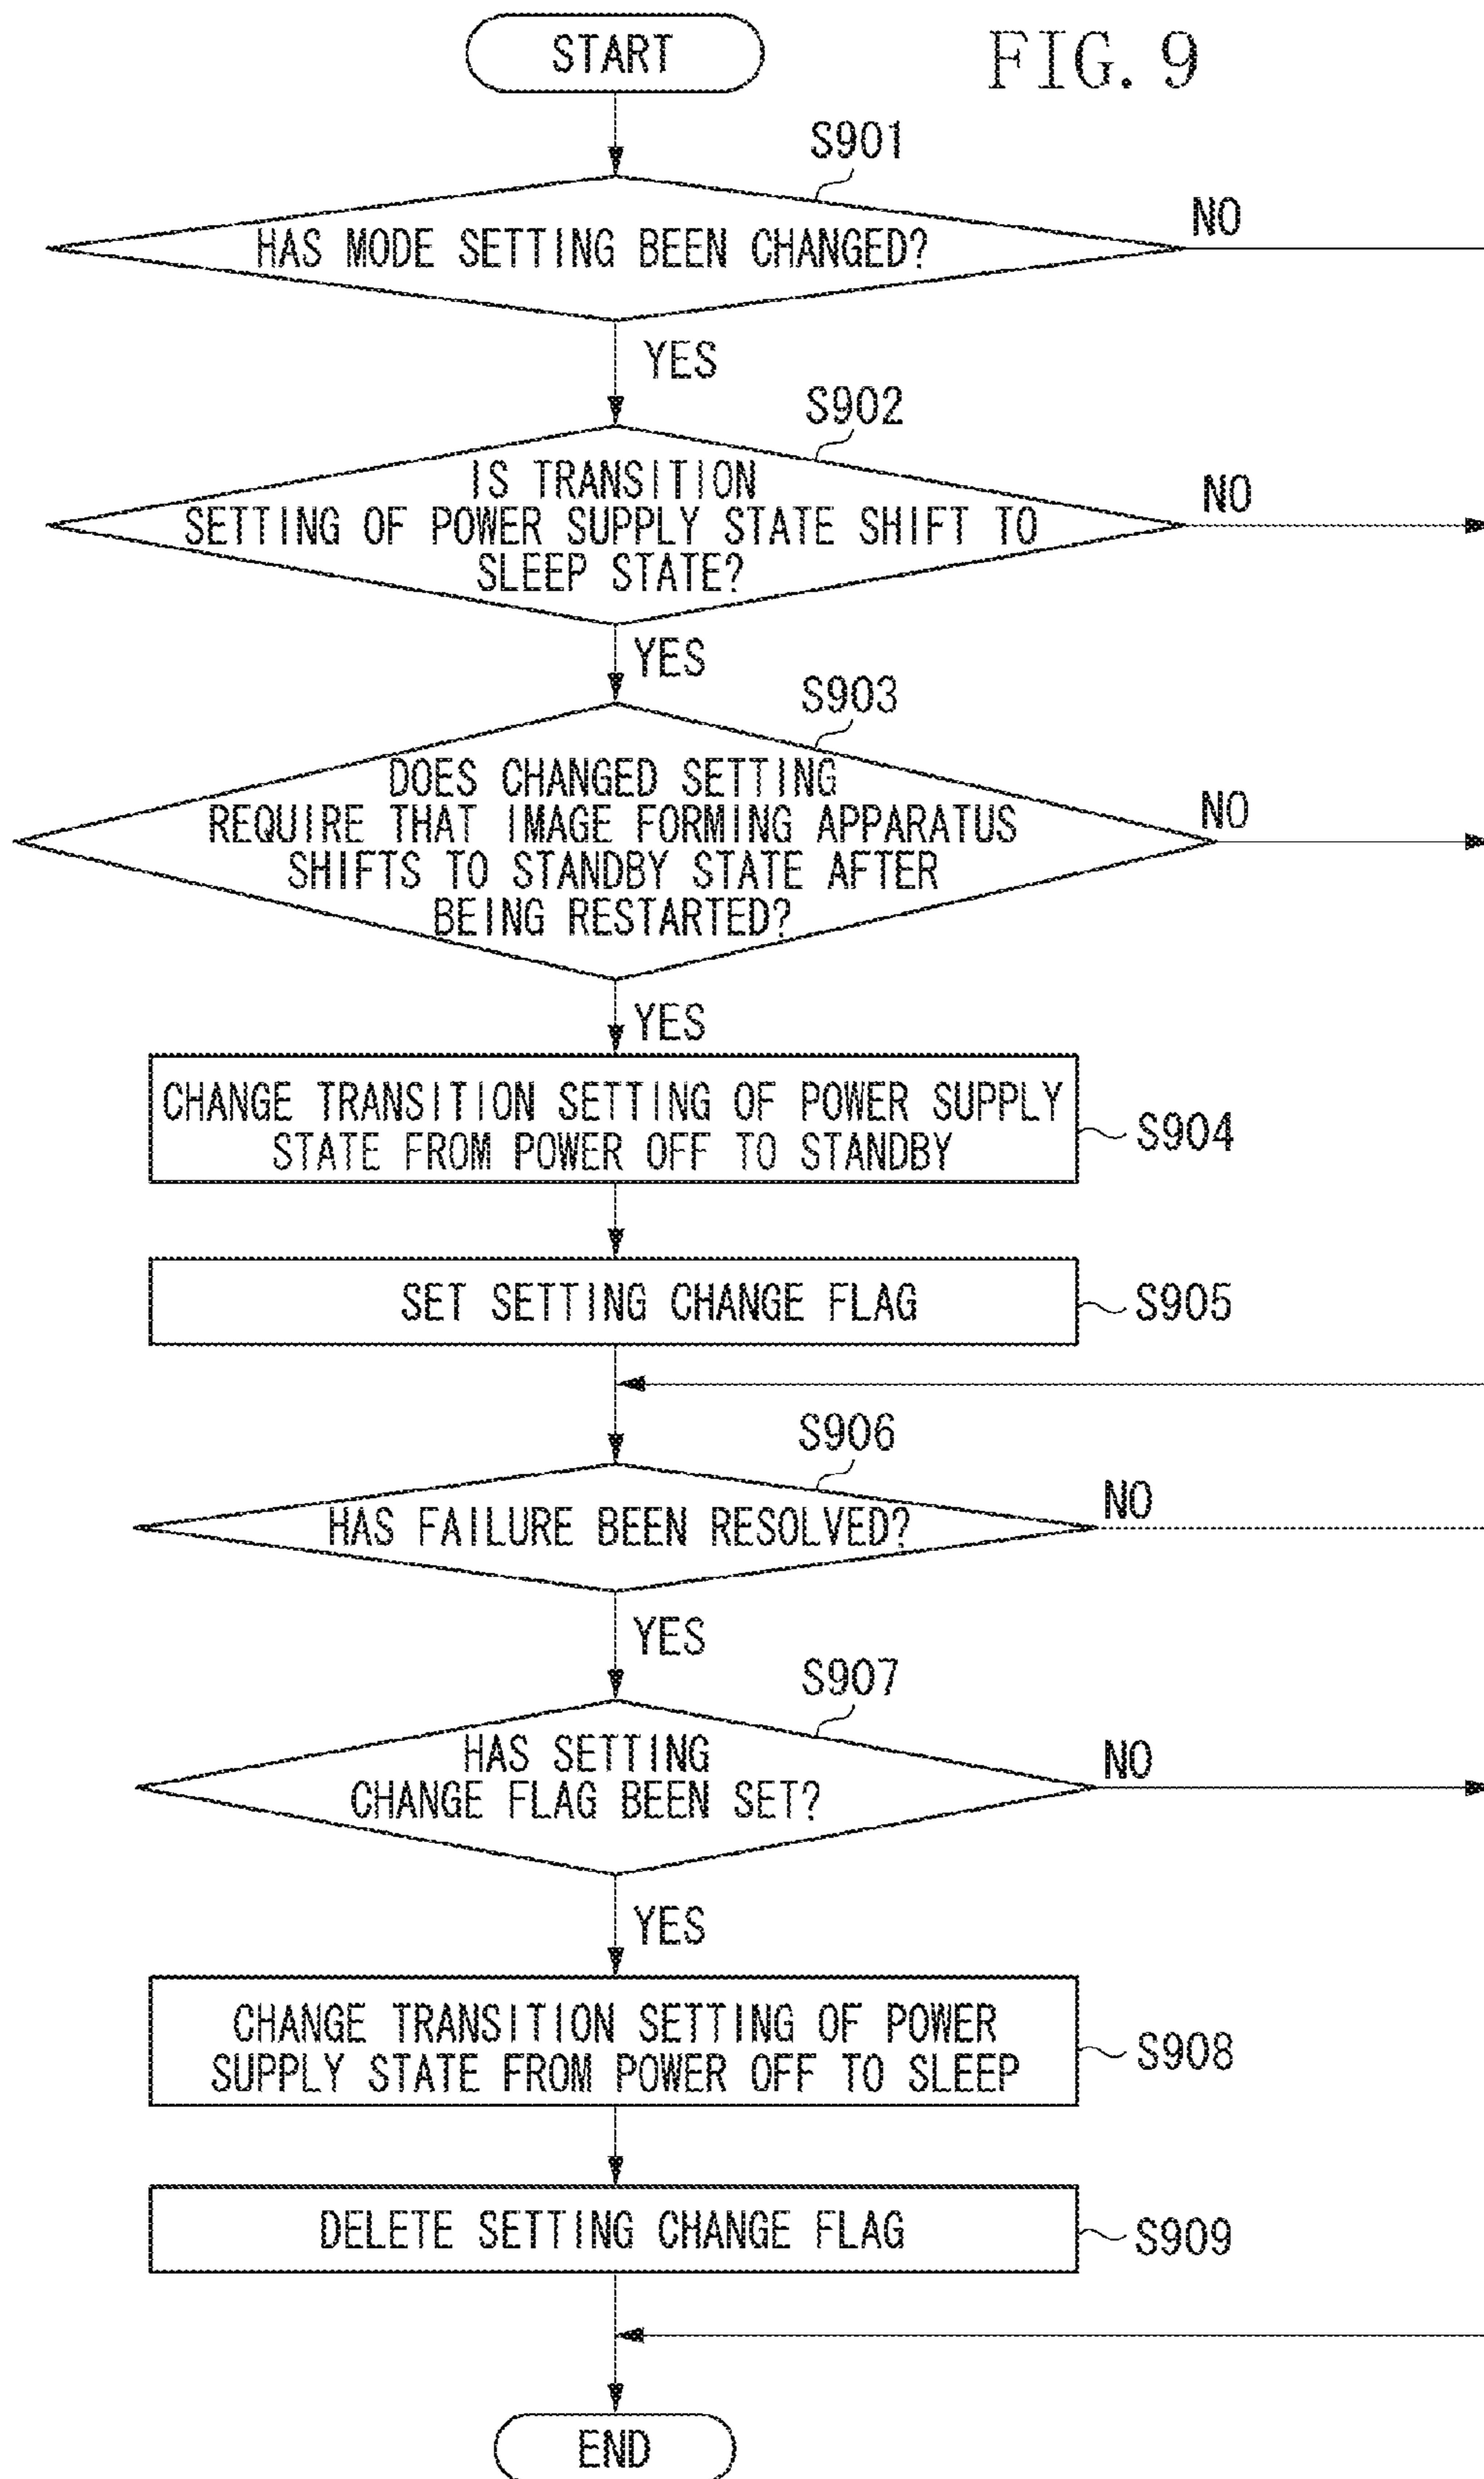 START
FIG. 9
S901
HAS MODE SETTING BEEN CHANGED?
NO
YES
S902
IS TRANSITION
SETTING OF POWER SUPPLY STATE SHIFT TO
SLEEP STATE?
NO
YES
S903
DOES CHANGED SETTING
REQUIRE THAT IMAGE FORMING APPARATUS
SHIFTS TO STANDBY STATE AFTER
BEING RESTARTED?
NO
YES
CHANGE TRANSITION SETTING OF POWER SUPPLY
STATE FROM POWER OFF TO STANDBY
S904
SET SETTING CHANGE FLAG
S905
S906
HAS FAILURE BEEN RESOLVED?
NO
YES
S907
HAS SETTING
CHANGE FLAG BEEN SET?
NO
YES
CHANGE TRANSITION SETTING OF POWER
SUPPLY STATE FROM POWER OFF TO SLEEP
S908
DELETE SETTING CHANGE FLAG
S909
END